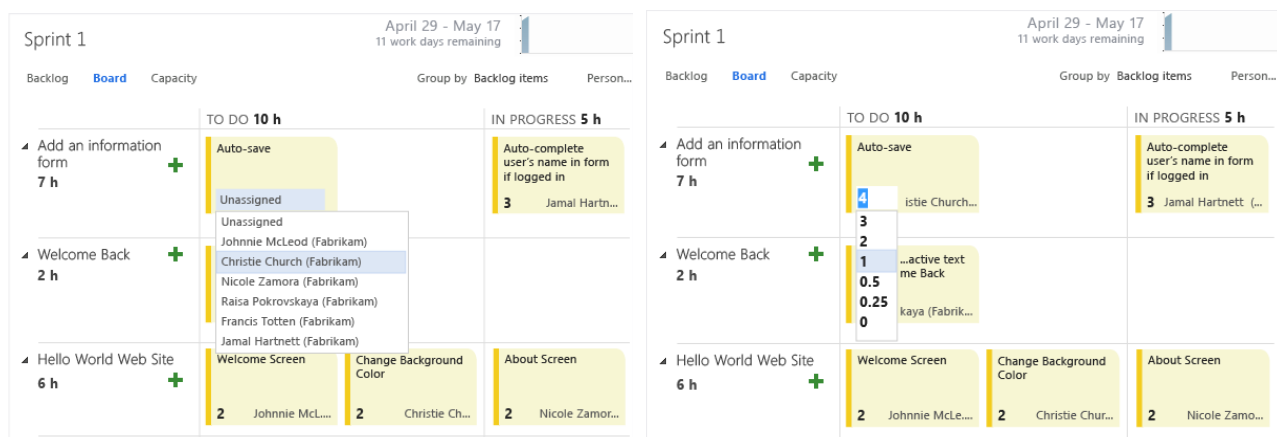 Sprint 1
April 29 - May 17
11 work days remaining
Backlog Board Capacity
Group by Backlog items Person...
TO DO 10 h
IN PROGRESS 5 h
Add an information
form
7 h
Auto-save
Unassigned
Unassigned
Johnnie McLeod (Fabrikam)
Christie Church (Fabrikam)
Nicole Zamora (Fabrikam)
Raisa Pokrovskaya (Fabrikam)
Francis Totten (Fabrikam)
Jamal Hartnett (Fabrikam)
Auto-complete
user's name in form
if logged in
3 Jamal Hartn...
Welcome Back
2 h
Hello World Web Site
6 h
Welcome Screen
2 Johnnie McL....
Change Background
Color
2 Christie Ch...
About Screen
2 Nicole Zamor...
Sprint 1
April 29 - May 17
11 work days remaining
Backlog Board Capacity
Group by Backlog items Person...
TO DO 10 h
IN PROGRESS 5 h
Add an information
form
7 h
Auto-save
4 istie Church...
3
2
1
0.5
0.25
0
Auto-complete
user's name in form
if logged in
3 Jamal Hartnett (...
Welcome Back
2 h
...active text
me Back
kaya (Fabrik...
Hello World Web Site
6 h
Welcome Screen
2 Johnnie McLe....
Change Background
Color
2 Christie Chur...
About Screen
2 Nicole Zamo...